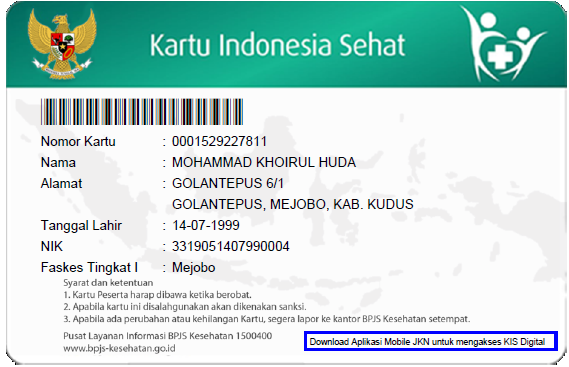 Kartu Indonesia Sehat
Nomor Kartu : 0001529227811
Nama : MOHAMMAD KHOIRUL HUDA
Alamat : GOLANTEPUS 6/1
GOLANTEPUS, MEJOBO, KAB. KUDUS
Tanggal Lahir : 14-07-1999
NIK : 3319051407990004
Faskes Tingkat I : Mejobo
Syarat dan ketentuan
1. Kartu Peserta harap dibawa ketika berobat.
2. Apabila kartu ini disalahgunakan akan dikenakan sanksi.
3. Apabila ada perubahan atau kehilangan Kartu, segera lapor ke kantor BPJS Kesehatan setempat.
Pusat Layanan Informasi BPJS Kesehatan 1500400
www.bpjs-kesehatan.go.id
Download Aplikasi Mobile JKN untuk mengakses KIS Digital